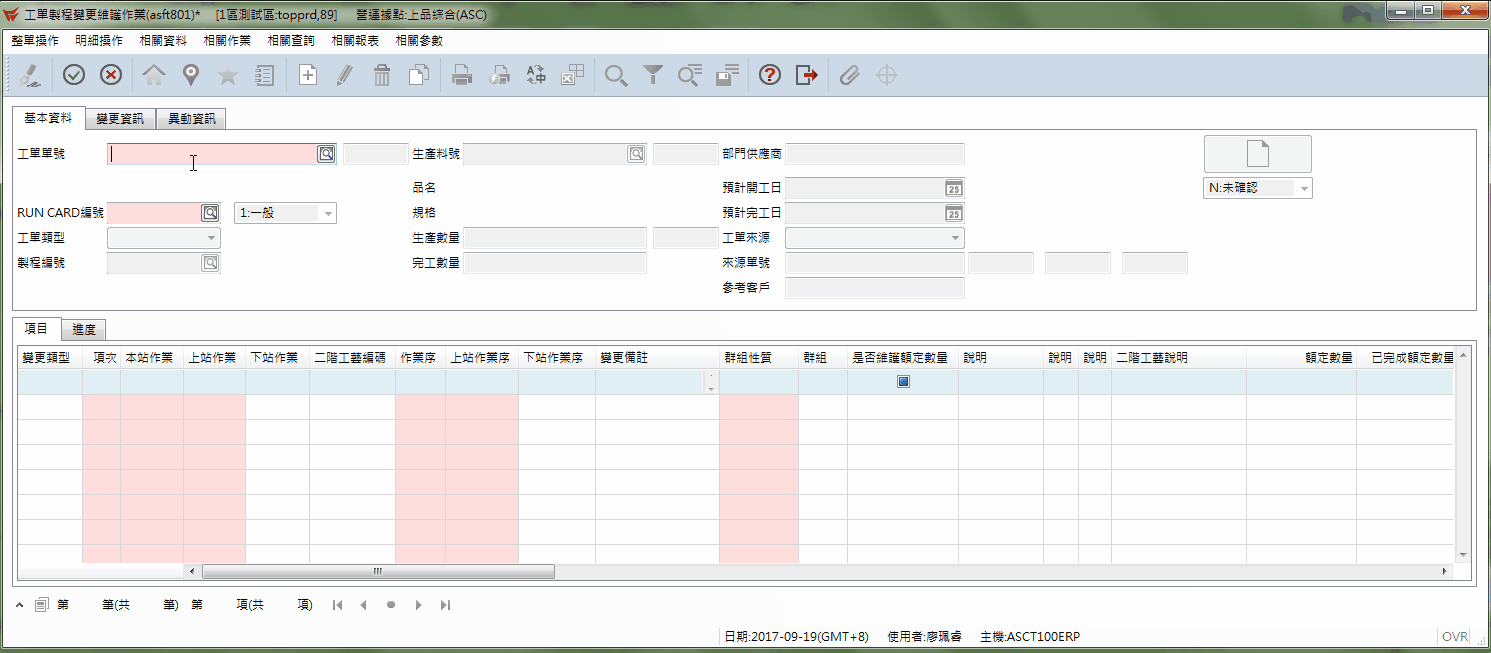 工單製程變更維護作業(asft801)* [1區測試區:topprd,89] 營運據點:上品綜合(ASC)
整單操作 明細操作 相關資料 相關作業 相關查詢 相關報表 相關參數
基本資料 變更資訊 異動資訊
工單單號 生產料號 部門供應商
品名 預計開工日 25 N:未確認
RUN CARD編號 1:一般 規格 預計完工日 25
工單類型 生產數量 工單來源
製程編號 完工數量 來源單號
參考客戶
項目 進度
變更類型 項次 本站作業 上站作業 下站作業 二階工藝編碼 作業序 上站作業序 下站作業序 變更備註 群組性質 群組 是否維護額定數量 說明 說明 說明 二階工藝說明 額定數量 已完成額定數量
第 筆(共 筆) 第 項(共 項)
日期:2017-09-19(GMT+8) 使用者:廖珮睿 主機:ASCT100ERP OVR